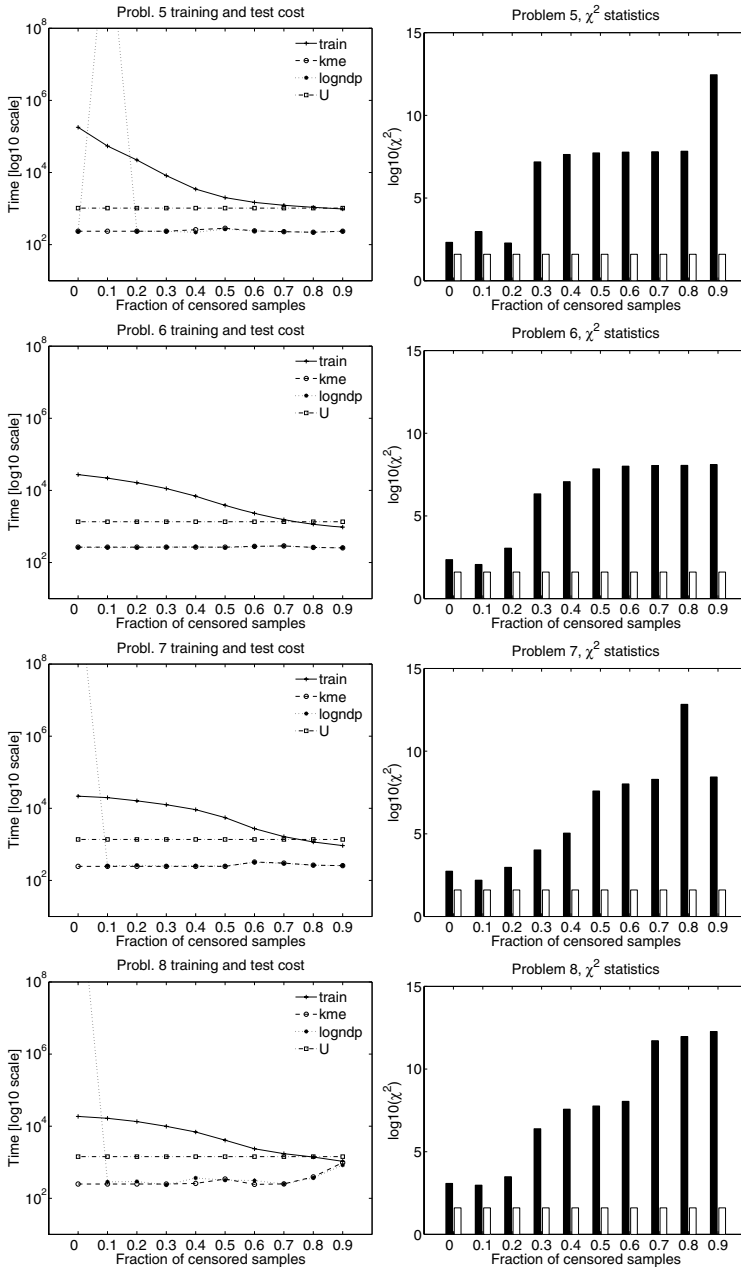 Probl. 5 training and test cost
10^8
10^6
10^4
10^2
Time [log10 scale]
train
kme
logndp
U
0 0.1 0.2 0.3 0.4 0.5 0.6 0.7 0.8 0.9
Fraction of censored samples
Problem 5, χ^2 statistics
15
10
5
0
log10(χ^2)
0 0.1 0.2 0.3 0.4 0.5 0.6 0.7 0.8 0.9
Fraction of censored samples
Probl. 6 training and test cost
10^8
10^6
10^4
10^2
Time [log10 scale]
train
kme
logndp
U
0 0.1 0.2 0.3 0.4 0.5 0.6 0.7 0.8 0.9
Fraction of censored samples
Problem 6, χ^2 statistics
15
10
5
0
log10(χ^2)
0 0.1 0.2 0.3 0.4 0.5 0.6 0.7 0.8 0.9
Fraction of censored samples
Probl. 7 training and test cost
10^8
10^6
10^4
10^2
Time [log10 scale]
train
kme
logndp
U
0 0.1 0.2 0.3 0.4 0.5 0.6 0.7 0.8 0.9
Fraction of censored samples
Problem 7, χ^2 statistics
15
10
5
0
log10(χ^2)
0 0.1 0.2 0.3 0.4 0.5 0.6 0.7 0.8 0.9
Fraction of censored samples
Probl. 8 training and test cost
10^8
10^6
10^4
10^2
Time [log10 scale]
train
kme
logndp
U
0 0.1 0.2 0.3 0.4 0.5 0.6 0.7 0.8 0.9
Fraction of censored samples
Problem 8, χ^2 statistics
15
10
5
0
log10(χ^2)
0 0.1 0.2 0.3 0.4 0.5 0.6 0.7 0.8 0.9
Fraction of censored samples